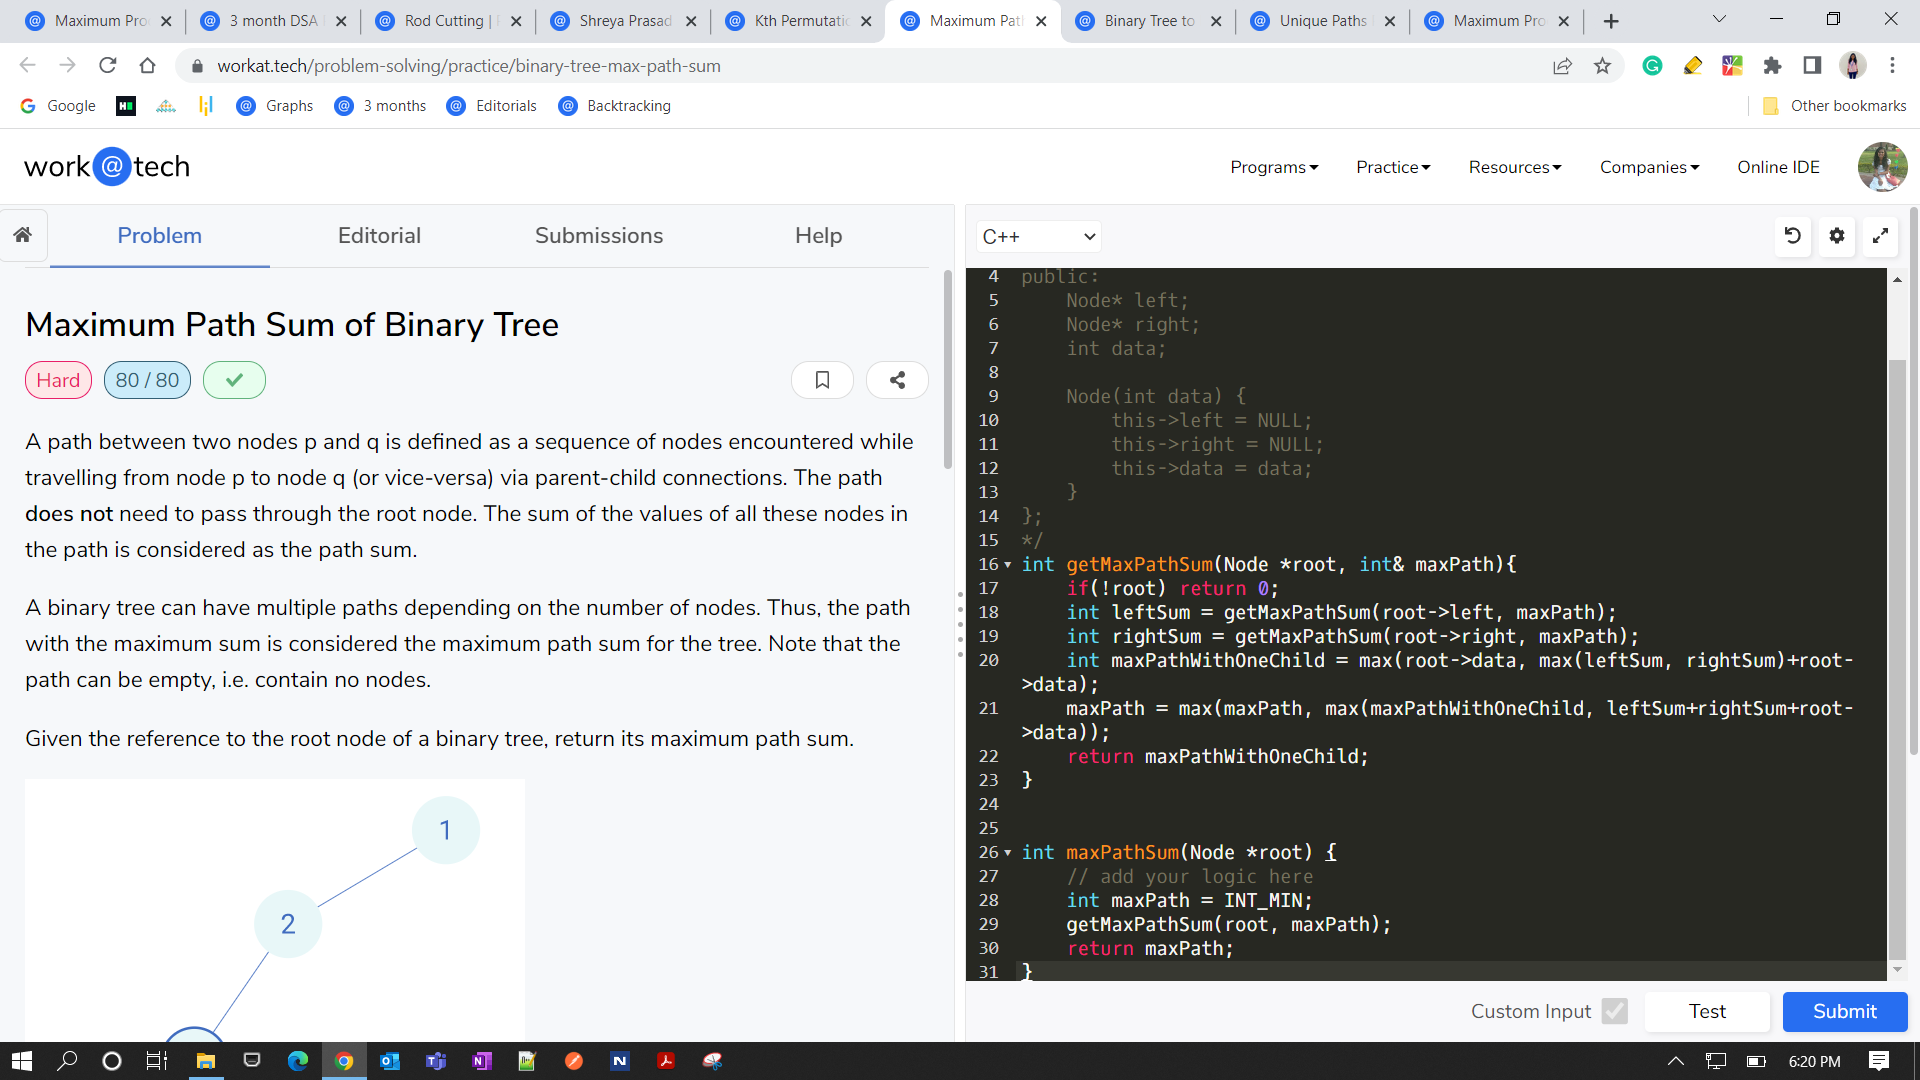 Maximum Pro
3 month DSA
Rod Cutting |
Shreya Prasad
Kth Permutatio
Maximum Pat
Binary Tree to
Unique Paths
Maximum Pro
workat.tech/problem-solving/practice/binary-tree-max-path-sum
Google
Graphs
3 months
Editorials
Backtracking
Other bookmarks
work@tech
Programs
Practice
Resources
Companies
Online IDE
Problem
Editorial
Submissions
Help
C++
Maximum Path Sum of Binary Tree
Hard
80 / 80
A path between two nodes p and q is defined as a sequence of nodes encountered while
travelling from node p to node q (or vice-versa) via parent-child connections. The path
does not need to pass through the root node. The sum of the values of all these nodes in
the path is considered as the path sum.
A binary tree can have multiple paths depending on the number of nodes. Thus, the path
with the maximum sum is considered the maximum path sum for the tree. Note that the
path can be empty, i.e. contain no nodes.
Given the reference to the root node of a binary tree, return its maximum path sum.
1
2
4 public:
5 Node* left;
6 Node* right;
7 int data;
8
9 Node(int data) {
10 this->left = NULL;
11 this->right = NULL;
12 this->data = data;
13 }
14 };
15 */
16 int getMaxPathSum(Node *root, int& maxPath){
17 if(!root) return 0;
18 int leftSum = getMaxPathSum(root->left, maxPath);
19 int rightSum = getMaxPathSum(root->right, maxPath);
20 int maxPathWithOneChild = max(root->data, max(leftSum, rightSum)+root-
>data);
21 maxPath = max(maxPath, max(maxPathWithOneChild, leftSum+rightSum+root-
>data));
22 return maxPathWithOneChild;
23 }
24
25
26 int maxPathSum(Node *root) {
27 // add your logic here
28 int maxPath = INT_MIN;
29 getMaxPathSum(root, maxPath);
30 return maxPath;
31 }
Custom Input
Test
Submit
6:20 PM